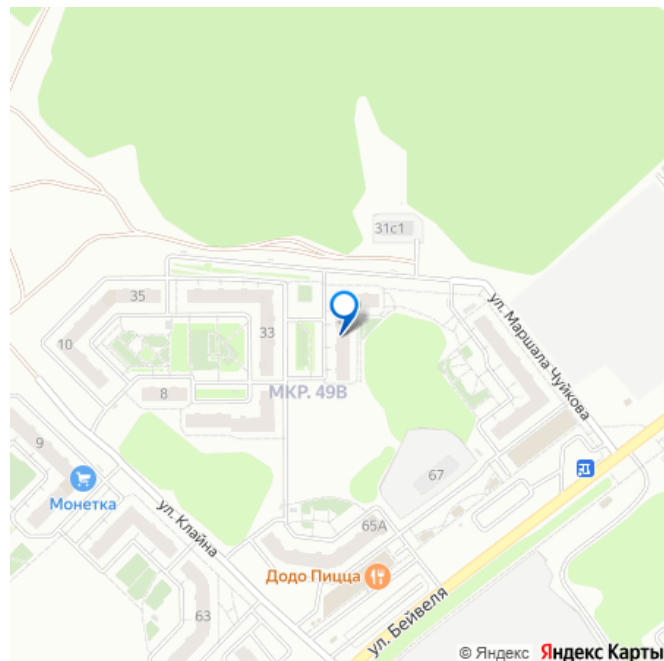 31с1
ул. Маршала Чуйкова
35
33
10
МКР. 49В
8
9
Монетка
ул. Клайна
67
65А
Додо Пицца
63
ул. Бейвеля
© Яндекс Яндекс Карты